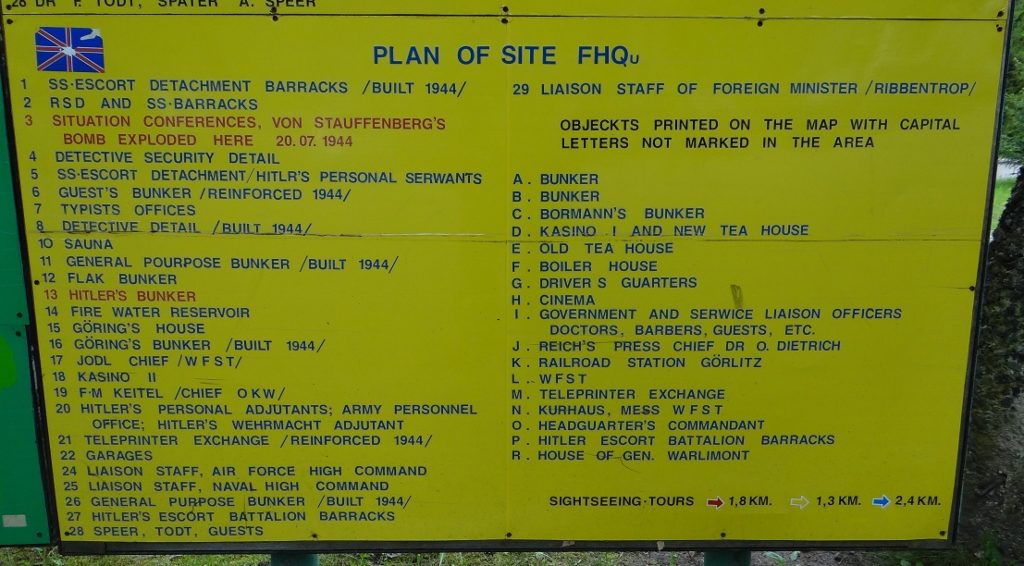 28 DR F. TODT, SPÄTER A. SPEER
PLAN OF SITE FHQU
1 SS-ESCORT DETACHMENT BARRACKS /BUILT 1944/
2 RSD AND SS-BARRACKS
3 SITUATION CONFERENCES, VON STAUFFENBERG'S
BOMB EXPLODED HERE 20.07.1944
4 DETECTIVE SECURITY DETAIL
5 SS-ESCORT DETACHMENT/HITLR'S PERSONAL SERWANTS
6 GUEST'S BUNKER /REINFORCED 1944/
7 TYPISTS OFFICES
8 DETECTIVE DETAIL /BUILT 1944/
10 SAUNA
11 GENERAL POURPOSE BUNKER /BUILT 1944/
12 FLAK BUNKER
13 HITLER'S BUNKER
14 FIRE WATER RESERVOIR
15 GÖRING'S HOUSE
16 GÖRING'S BUNKER /BUILT 1944/
17 JODL CHIEF /WFST/
18 KASINO II
19 F-M KEITEL /CHIEF OKW/
20 HITLER'S PERSONAL ADJUTANTS; ARMY PERSONNEL
OFFICE; HITLER'S WEHRMACHT ADJUTANT
21 TELEPRINTER EXCHANGE /REINFORCED 1944/
22 GARAGES
24 LIAISON STAFF, AIR FORCE HIGH COMMAND
25 LIAISON STAFF, NAVAL HIGH COMMAND
26 GENERAL PURPOSE BUNKER /BUILT 1944/
27 HITLER'S ESCORT BATTALION BARRACKS
28 SPEER, TODT, GUESTS
29 LIAISON STAFF OF FOREIGN MINISTER /RIBBENTROP/
OBJECKTS PRINTED ON THE MAP WITH CAPITAL
LETTERS NOT MARKED IN THE AREA
A. BUNKER
B. BUNKER
C. BORMANN'S BUNKER
D. KASINO I AND NEW TEA HOUSE
E. OLD TEA HOUSE
F. BOILER HOUSE
G. DRIVER S GUARTERS
H. CINEMA
I. GOVERNMENT AND SERWICE LIAISON OFFICERS
DOCTORS, BARBERS, GUESTS, ETC.
J. REICH'S PRESS CHIEF DR O. DIETRICH
K. RAILROAD STATION GÖRLITZ
L. WFST
M. TELEPRINTER EXCHANGE
N. KURHAUS, MESS WFST
O. HEADGUARTER'S COMMANDANT
P. HITLER ESCORT BATTALION BARRACKS
R. HOUSE OF GEN. WARLIMONT
SIGHTSEEING-TOURS 1,8 KM. 1,3 KM. 2,4 KM.